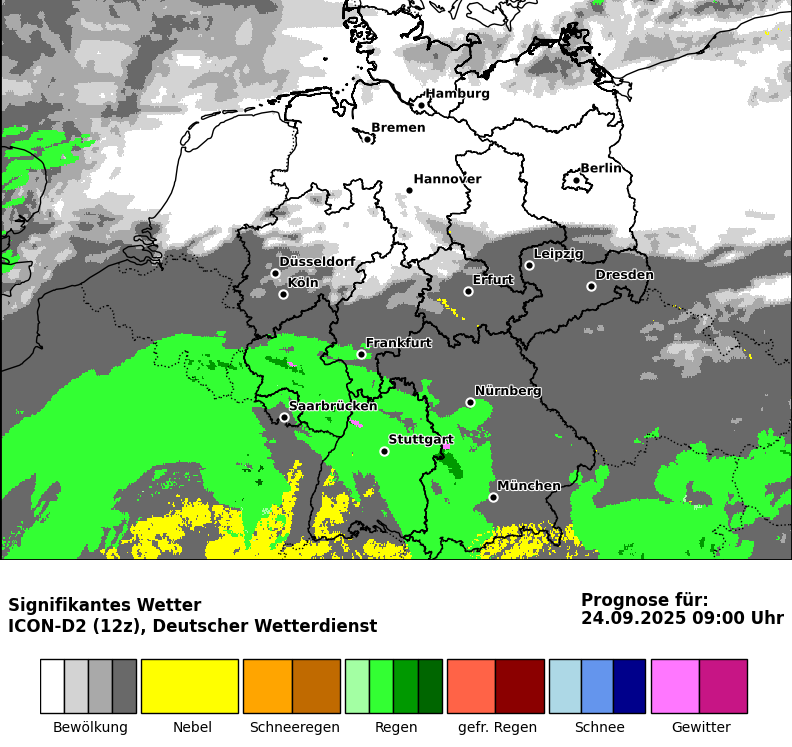 Hamburg
Bremen
Berlin
Hannover
Leipzig
Düsseldorf
Dresden
Köln
Erfurt
Frankfurt
Nürnberg
Saarbrücken
Stuttgart
München
Signifikantes Wetter
ICON-D2 (12z), Deutscher Wetterdienst
Prognose für:
24.09.2025 09:00 Uhr
Bewölkung Nebel Schneeregen Regen gefr. Regen Schnee Gewitter